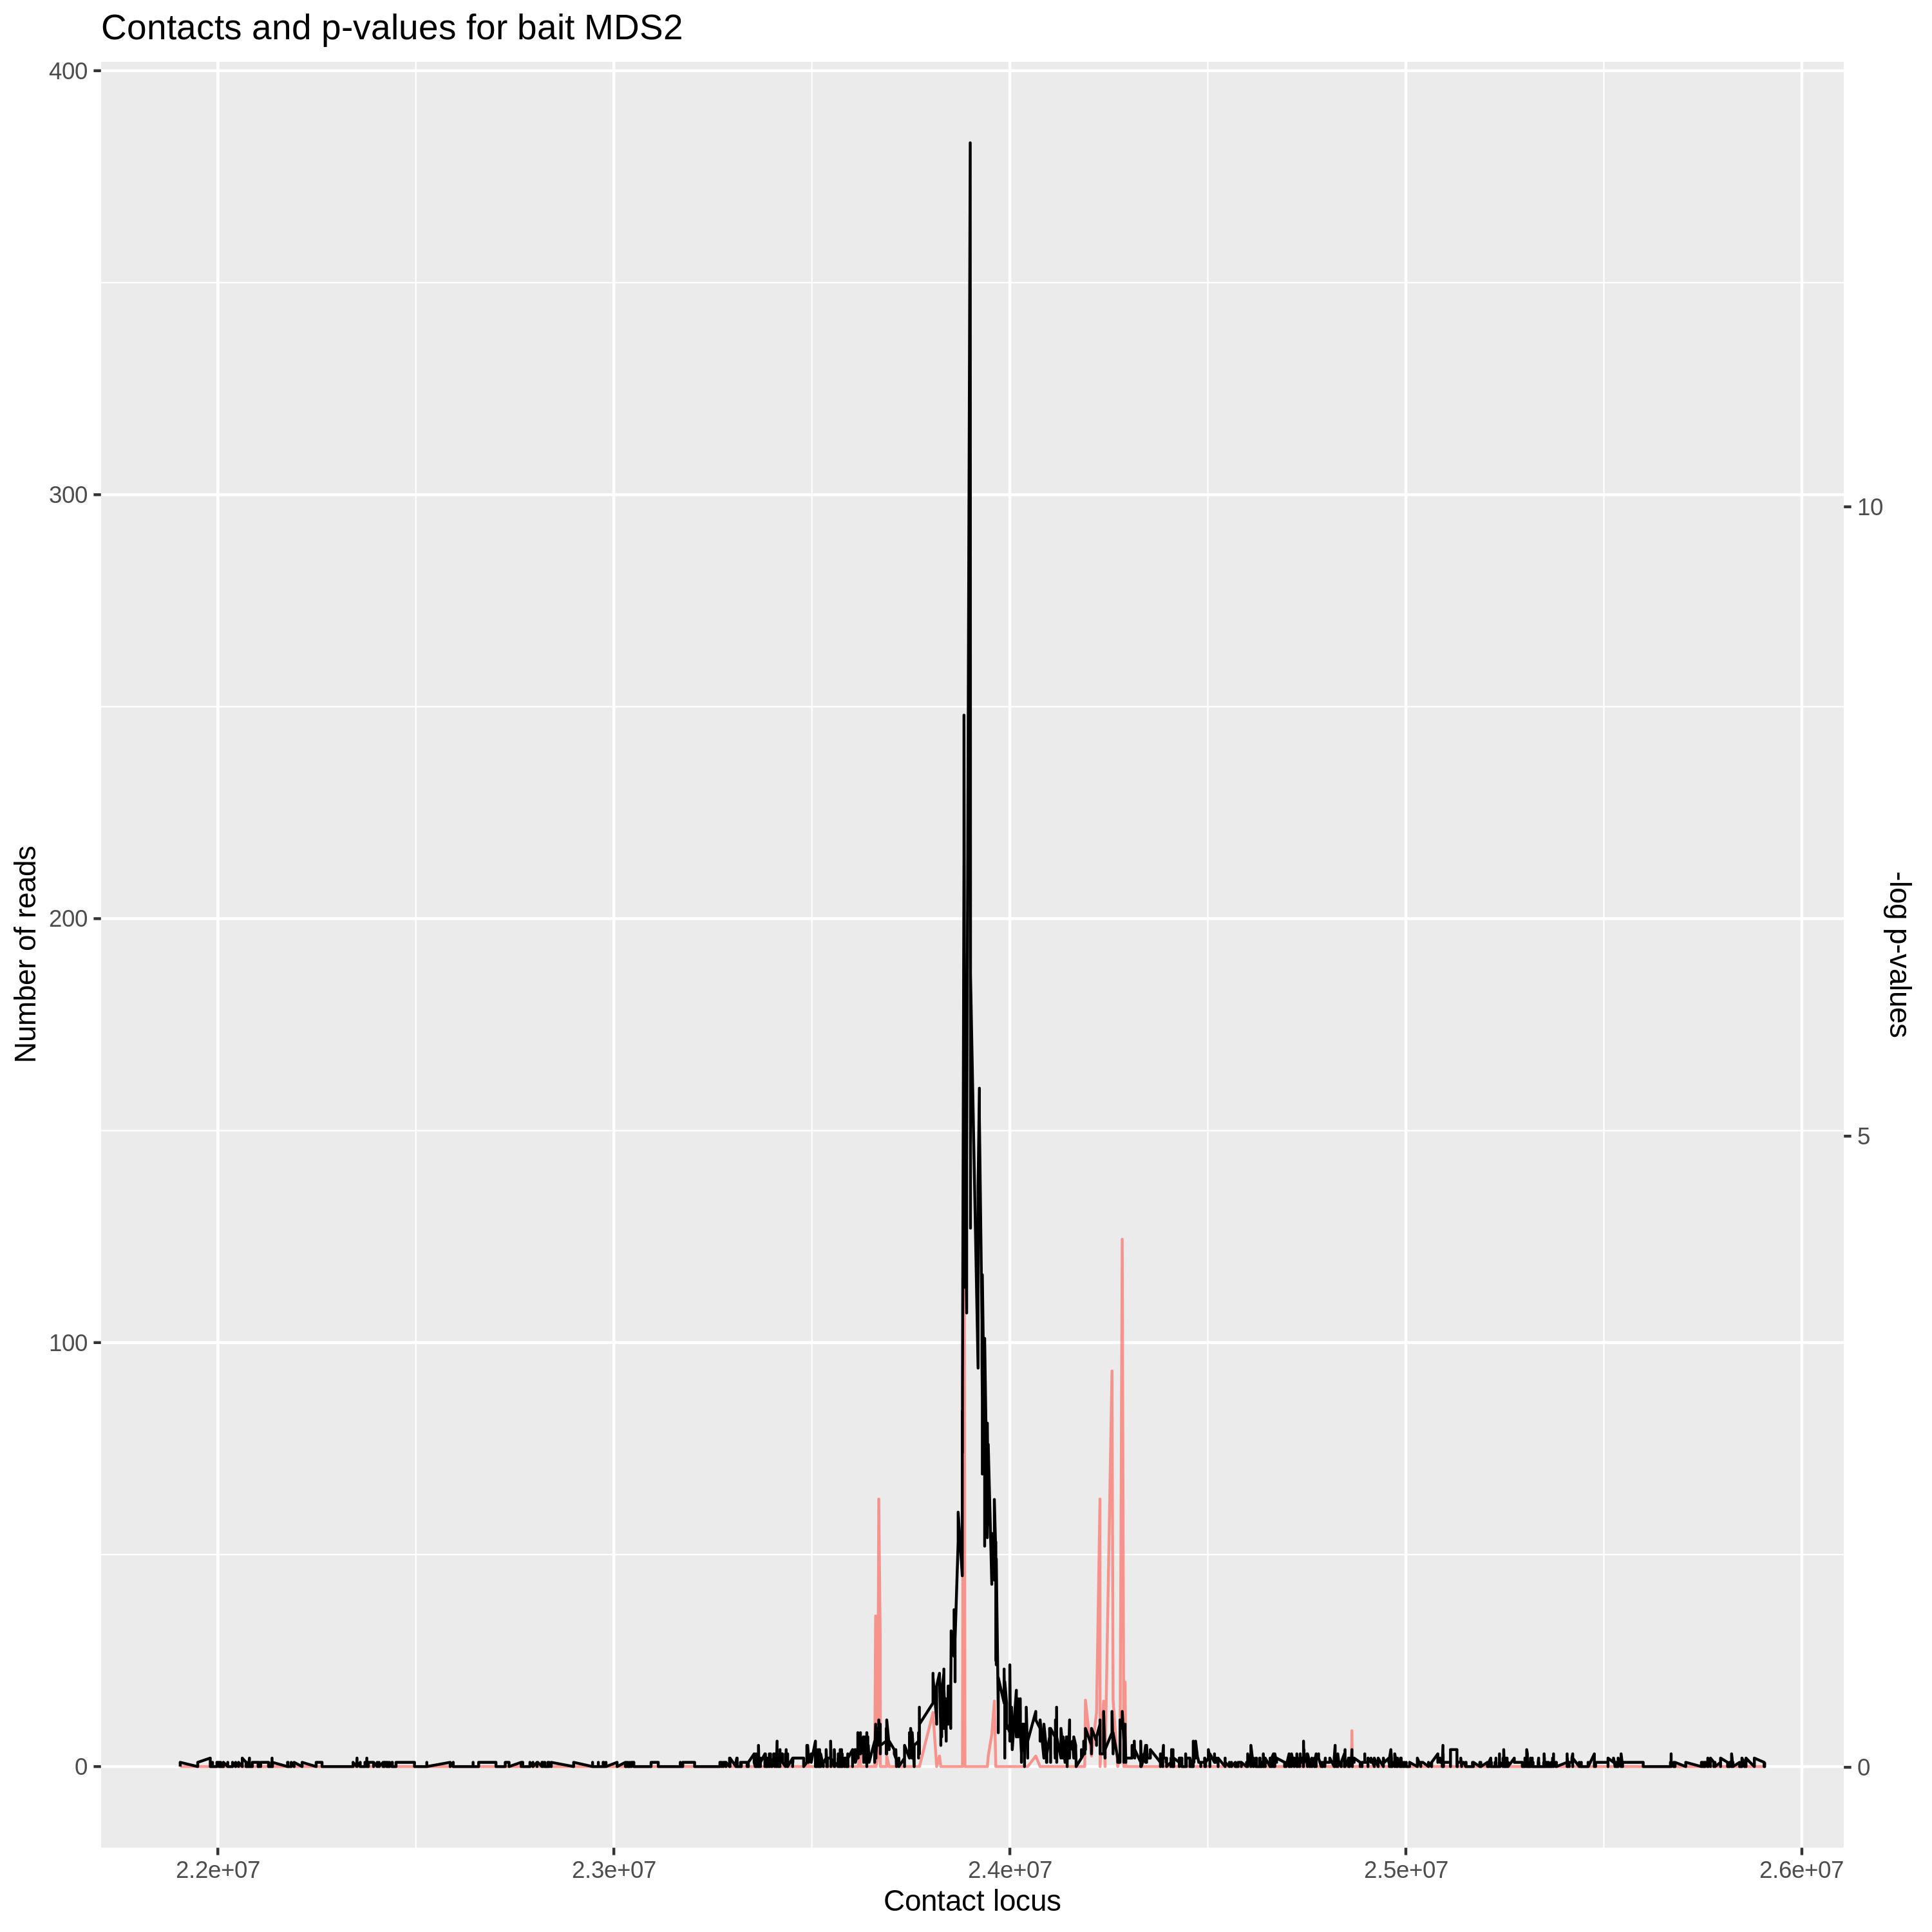 Contacts and p-values for bait MDS2
400
300
200
100
0
Number of reads
10
5
0
-log p-values
2.2e+07
2.3e+07
2.4e+07
2.5e+07
2.6e+07
Contact locus